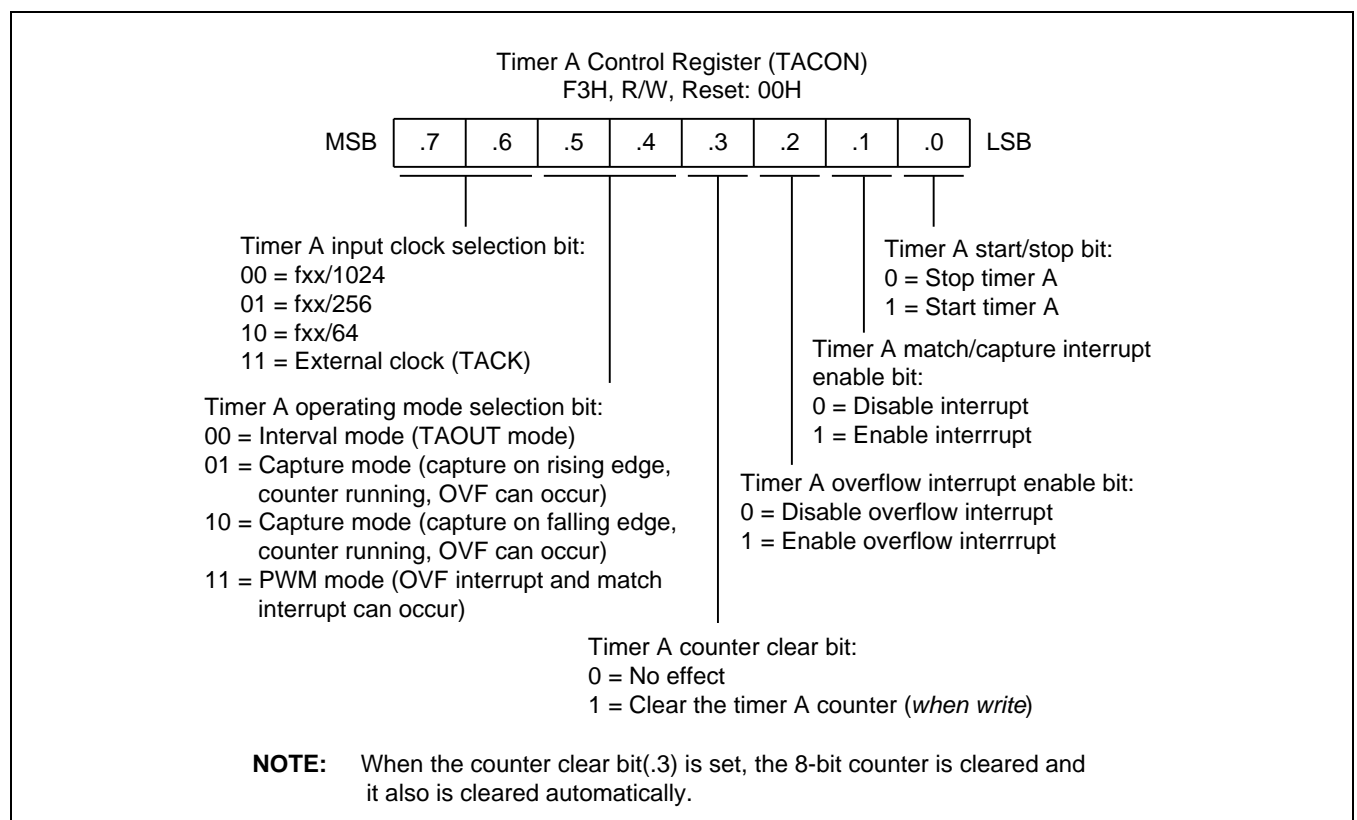 Timer A Control Register (TACON)
F3H, R/W, Reset: 00H
MSB .7 .6 .5 .4 .3 .2 .1 .0 LSB
Timer A input clock selection bit:
00 = fxx/1024
01 = fxx/256
10 = fxx/64
11 = External clock (TACK)
Timer A start/stop bit:
0 = Stop timer A
1 = Start timer A
Timer A match/capture interrupt
enable bit:
0 = Disable interrupt
1 = Enable interrrupt
Timer A operating mode selection bit:
00 = Interval mode (TAOUT mode)
01 = Capture mode (capture on rising edge,
counter running, OVF can occur)
10 = Capture mode (capture on falling edge,
counter running, OVF can occur)
11 = PWM mode (OVF interrupt and match
interrupt can occur)
Timer A overflow interrupt enable bit:
0 = Disable overflow interrupt
1 = Enable overflow interrrupt
Timer A counter clear bit:
0 = No effect
1 = Clear the timer A counter (when write)
NOTE: When the counter clear bit(.3) is set, the 8-bit counter is cleared and
it also is cleared automatically.